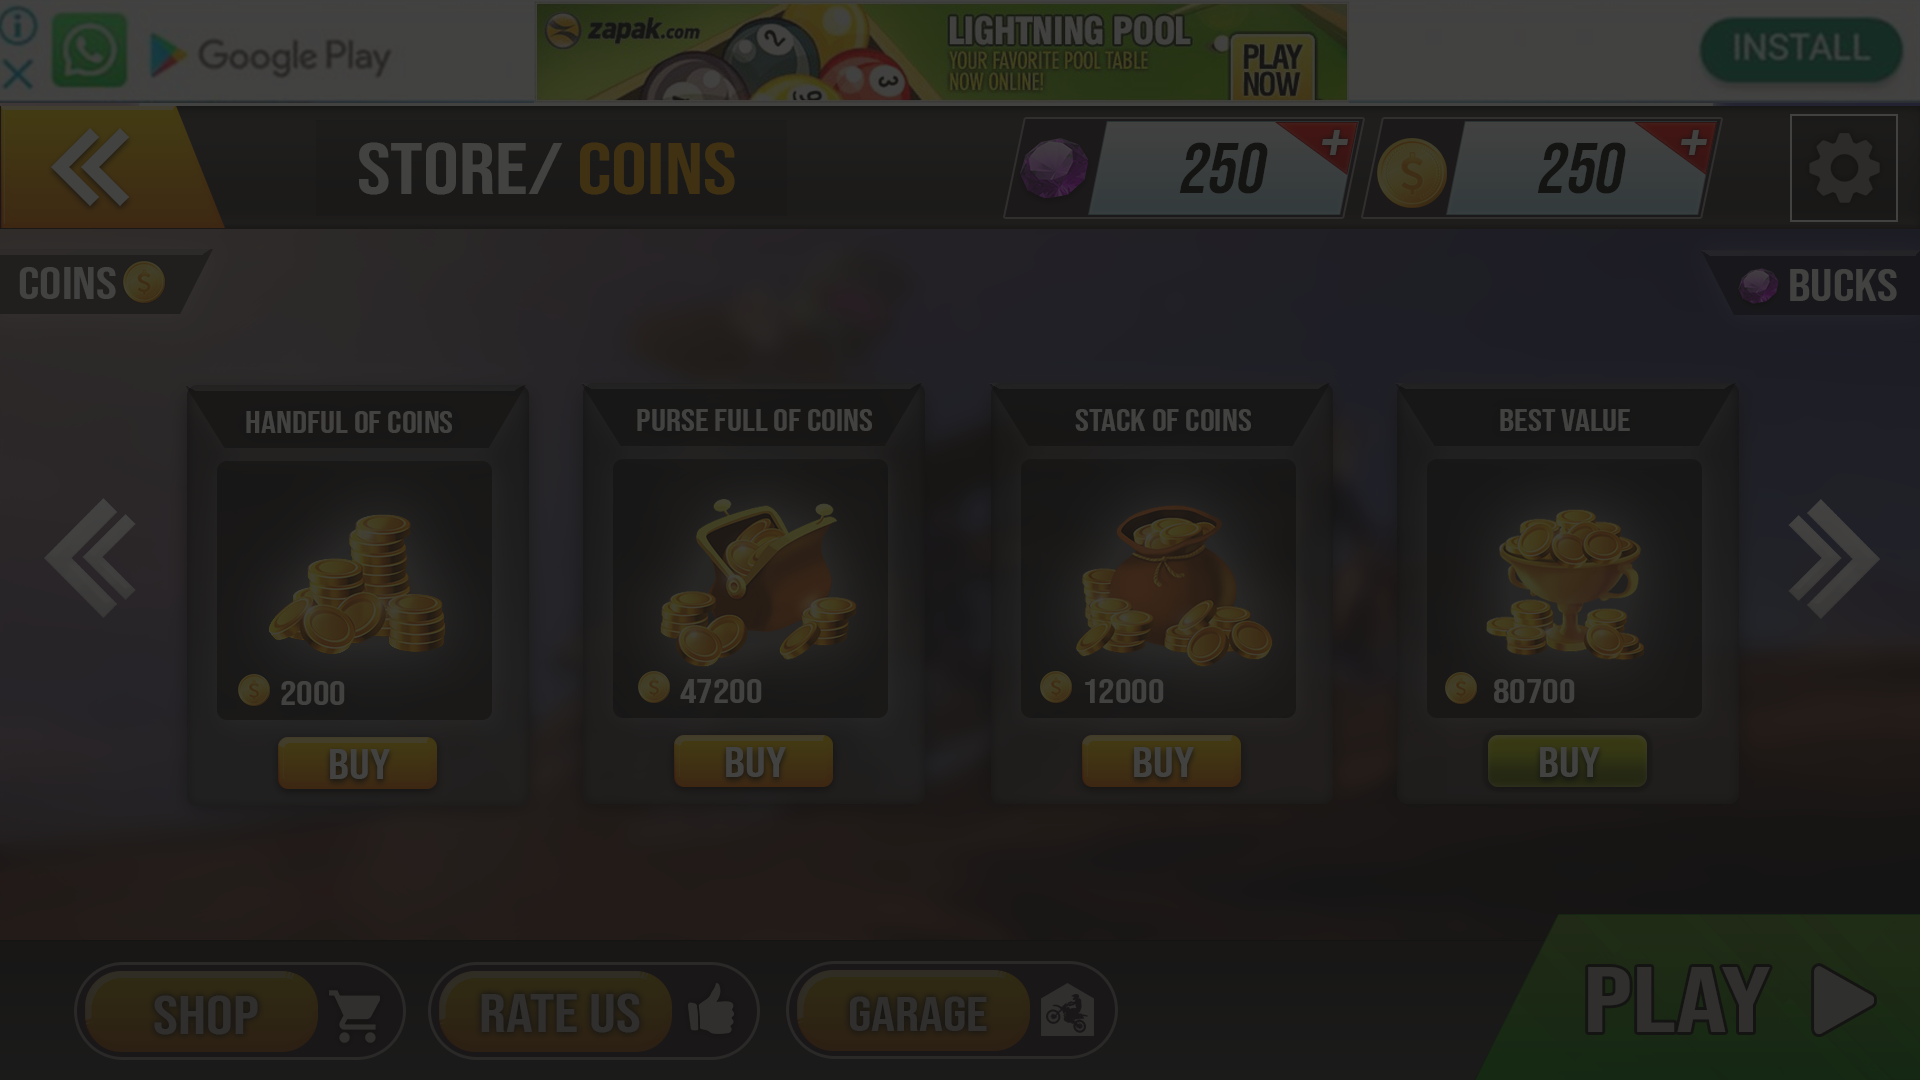 Google Play
zapak.com
LIGHTNING POOL
YOUR FAVORITE POOL TABLE
NOW ONLINE!
PLAY
NOW
2
3
INSTALL
STORE/ COINS
250
+
250
+
COINS
BUCKS
HANDFUL OF COINS
PURSE FULL OF COINS
STACK OF COINS
BEST VALUE
2000
47200
12000
80700
BUY
BUY
BUY
BUY
SHOP
RATE US
GARAGE
PLAY